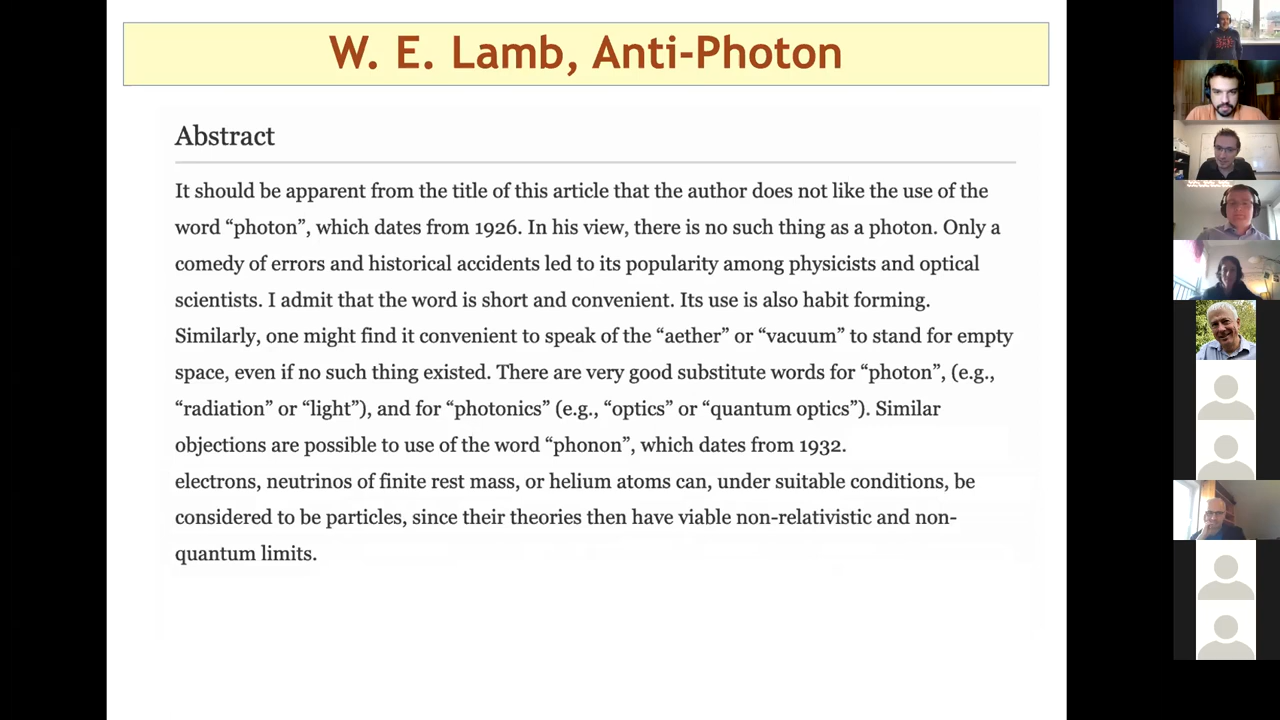 W. E. Lamb, Anti-Photon
Abstract
It should be apparent from the title of this article that the author does not like the use of the
word “photon”, which dates from 1926. In his view, there is no such thing as a photon. Only a
comedy of errors and historical accidents led to its popularity among physicists and optical
scientists. I admit that the word is short and convenient. Its use is also habit forming.
Similarly, one might find it convenient to speak of the “aether” or “vacuum” to stand for empty
space, even if no such thing existed. There are very good substitute words for “photon”, (e.g.,
“radiation” or “light”), and for “photonics” (e.g., “optics” or “quantum optics”). Similar
objections are possible to use of the word “phonon”, which dates from 1932.
electrons, neutrinos of finite rest mass, or helium atoms can, under suitable conditions, be
considered to be particles, since their theories then have viable non-relativistic and non-
quantum limits.